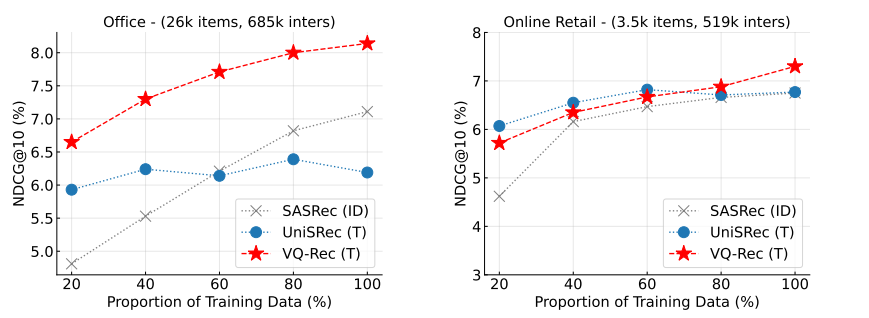 Office - (26k items, 685k inters)
NDCG@10 (%)
8.0
7.5
7.0
6.5
6.0
5.5
5.0
SASRec (ID)
UniSRec (T)
VQ-Rec (T)
20 40 60 80 100
Proportion of Training Data (%)
Online Retail - (3.5k items, 519k inters)
NDCG@10 (%)
8
7
6
5
4
3
SASRec (ID)
UniSRec (T)
VQ-Rec (T)
20 40 60 80 100
Proportion of Training Data (%)